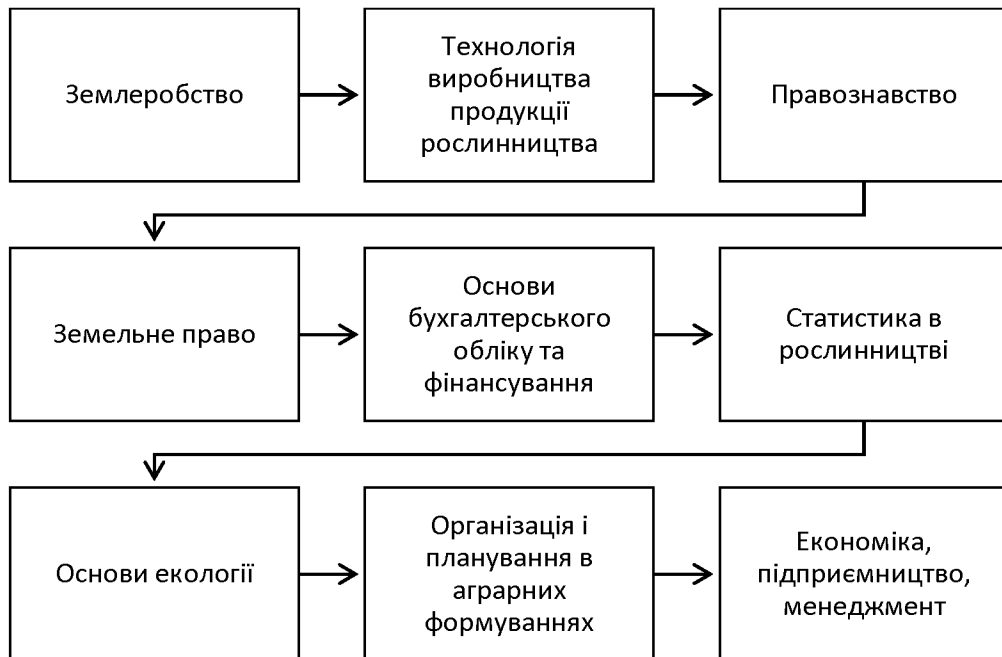 Землеробство
Технологія
виробництва
продукції
рослинництва
Правознавство
Земельне право
Основи
бухгалтерського
обліку та
фінансування
Статистика в
рослинництві
Основи екології
Організація і
планування в
аграрних
формуваннях
Економіка,
підприємництво,
менеджмент